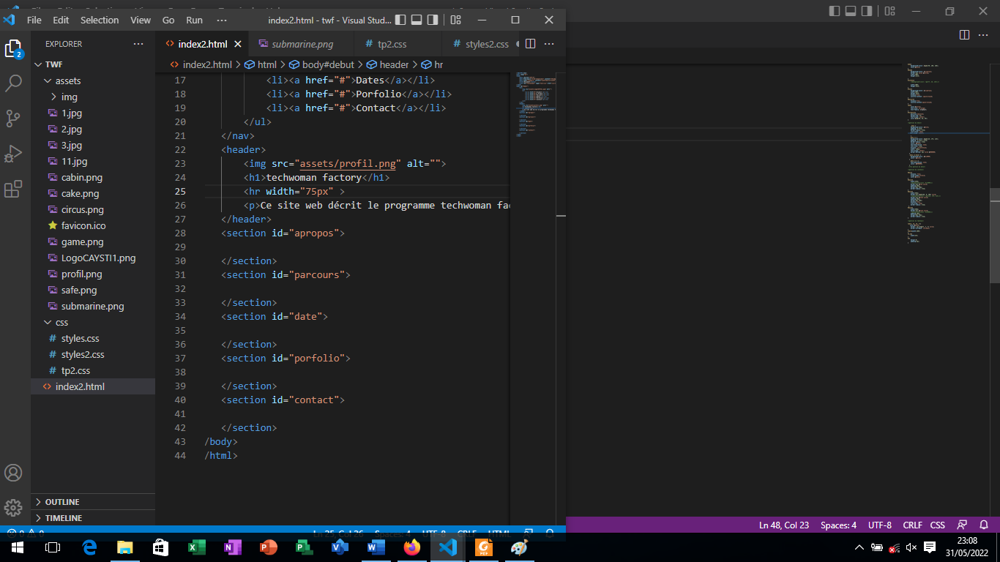 File Edit Selection View Go Run ··· index2.html - twf - Visual Stud...
EXPLORER ···
index2.html submarine.png tp2.css styles2.css ···
index2.html > html > body#debut > header > hr
2
TWF
assets
img
1.jpg
2.jpg
3.jpg
11.jpg
cabin.png
cake.png
circus.png
favicon.ico
game.png
LogoCAYSTI1.png
profil.png
safe.png
submarine.png
css
styles.css
styles2.css
tp2.css
index2.html
OUTLINE
TIMELINE
17 <li><a href="#">Dates</a></li>
18 <li><a href="#">Porfolio</a></li>
19 <li><a href="#">Contact</a></li>
20 </ul>
21 </nav>
22 <header>
23 <img src="assets/profil.png" alt="">
24 <h1>techwoman factory</h1>
25 <hr width="75px" >
26 <p>Ce site web décrit le programme techwoman fac
27 </header>
28 <section id="apropos">
29
30 </section>
31 <section id="parcours">
32
33 </section>
34 <section id="date">
35
36 </section>
37 <section id="porfolio">
38
39 </section>
40 <section id="contact">
41
42 </section>
43 /body>
44 /html>
0 0 Ln 25, Col 26 Spaces: 4 UTF-8 CRLF HTML
Ln 48, Col 23 Spaces: 4 UTF-8 CRLF CSS
PDF
23:08
31/05/2022